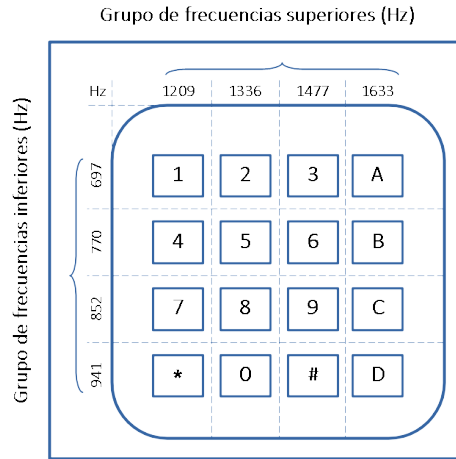 Grupo de frecuencias superiores (Hz)
Hz 1209 1336 1477 1633
Grupo de frecuencias inferiores (Hz)
697 1 2 3 A
770 4 5 6 B
852 7 8 9 C
941 * 0 # D